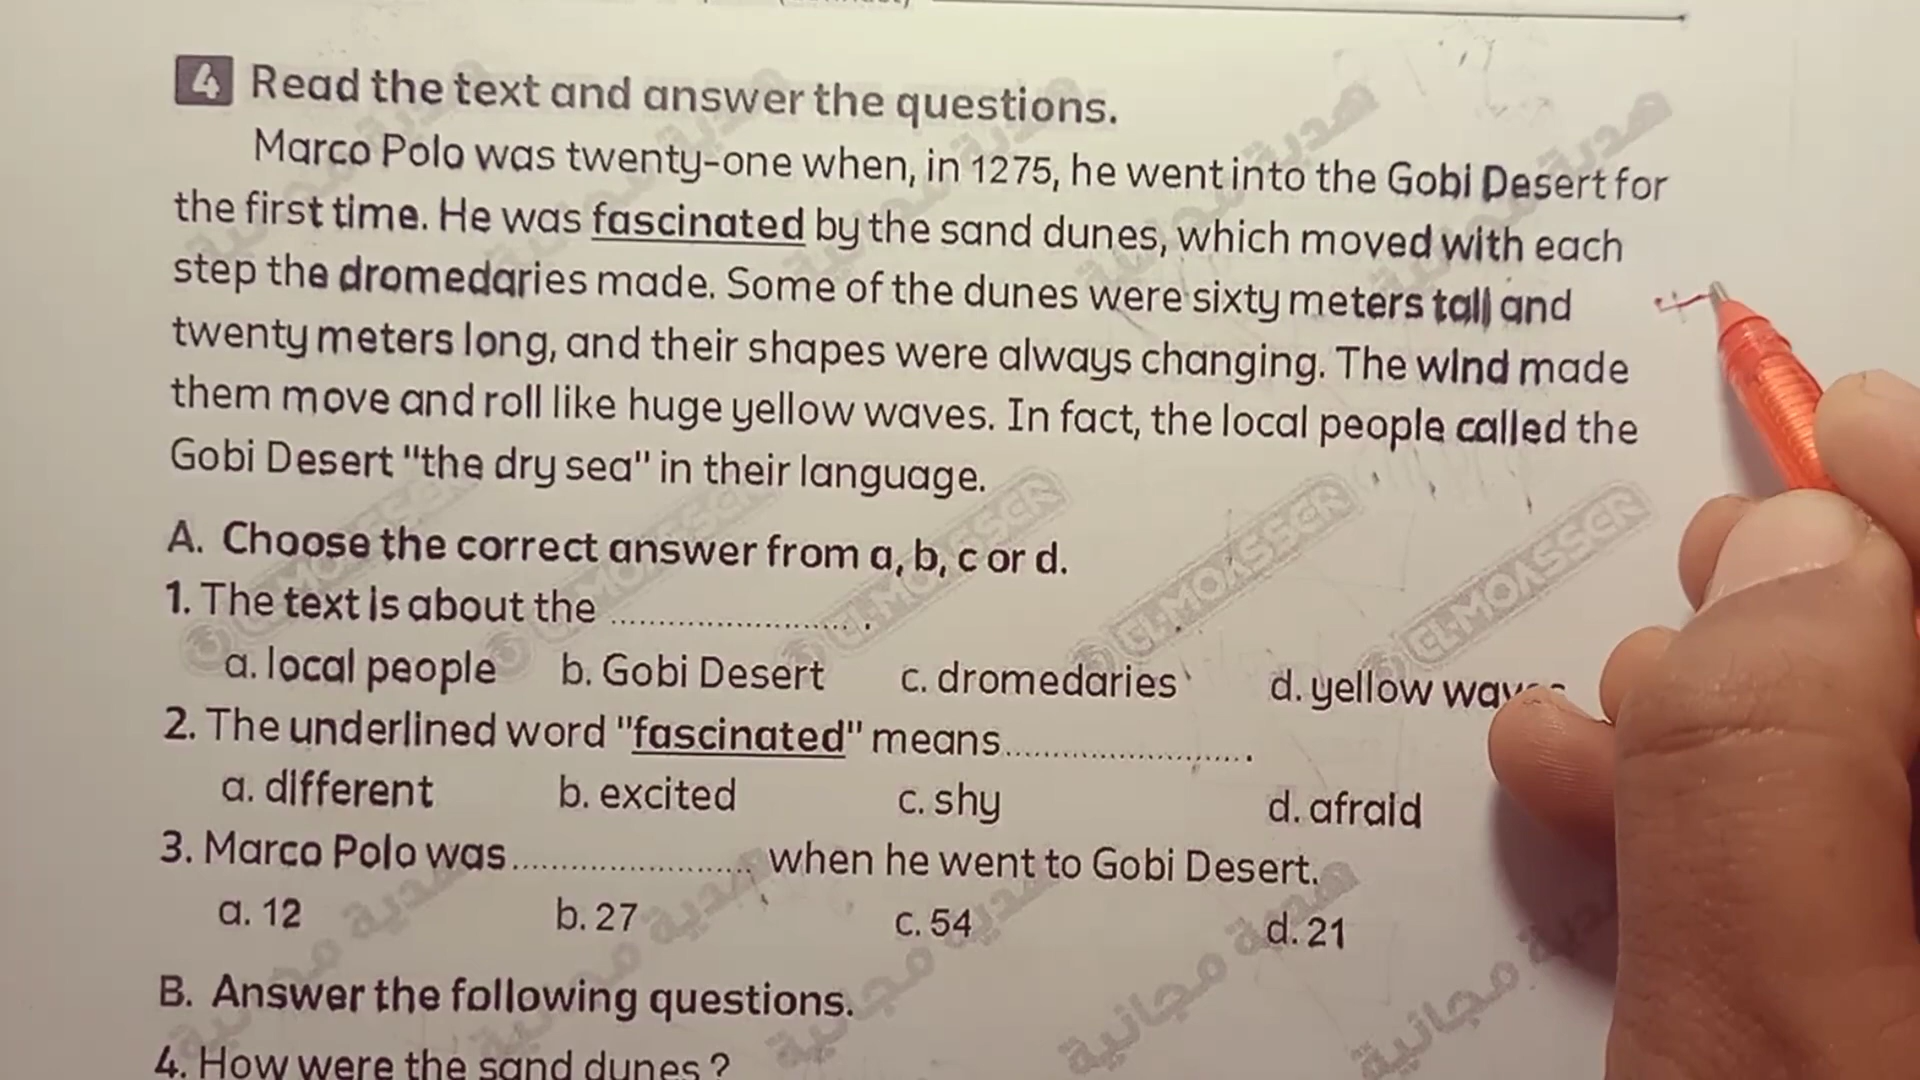 4 Read the text and answer the questions.
Marco Polo was twenty-one when, in 1275, he went into the Gobi Desert for
the first time. He was fascinated by the sand dunes, which moved with each
step the dromedaries made. Some of the dunes were sixty meters tall and
twenty meters long, and their shapes were always changing. The wind made
them move and roll like huge yellow waves. In fact, the local people called the
Gobi Desert "the dry sea" in their language.
A. Choose the correct answer from a, b, c or d.
1. The text is about the ........................ .
a. local people b. Gobi Desert c. dromedaries d. yellow waves
2. The underlined word "fascinated" means ........................ .
a. different b. excited c. shy d. afraid
3. Marco Polo was ........................ when he went to Gobi Desert.
a. 12 b. 27 c. 54 d. 21
B. Answer the following questions.
4. How were the sand dunes ?
هدية مجانية
EL-MOASSER